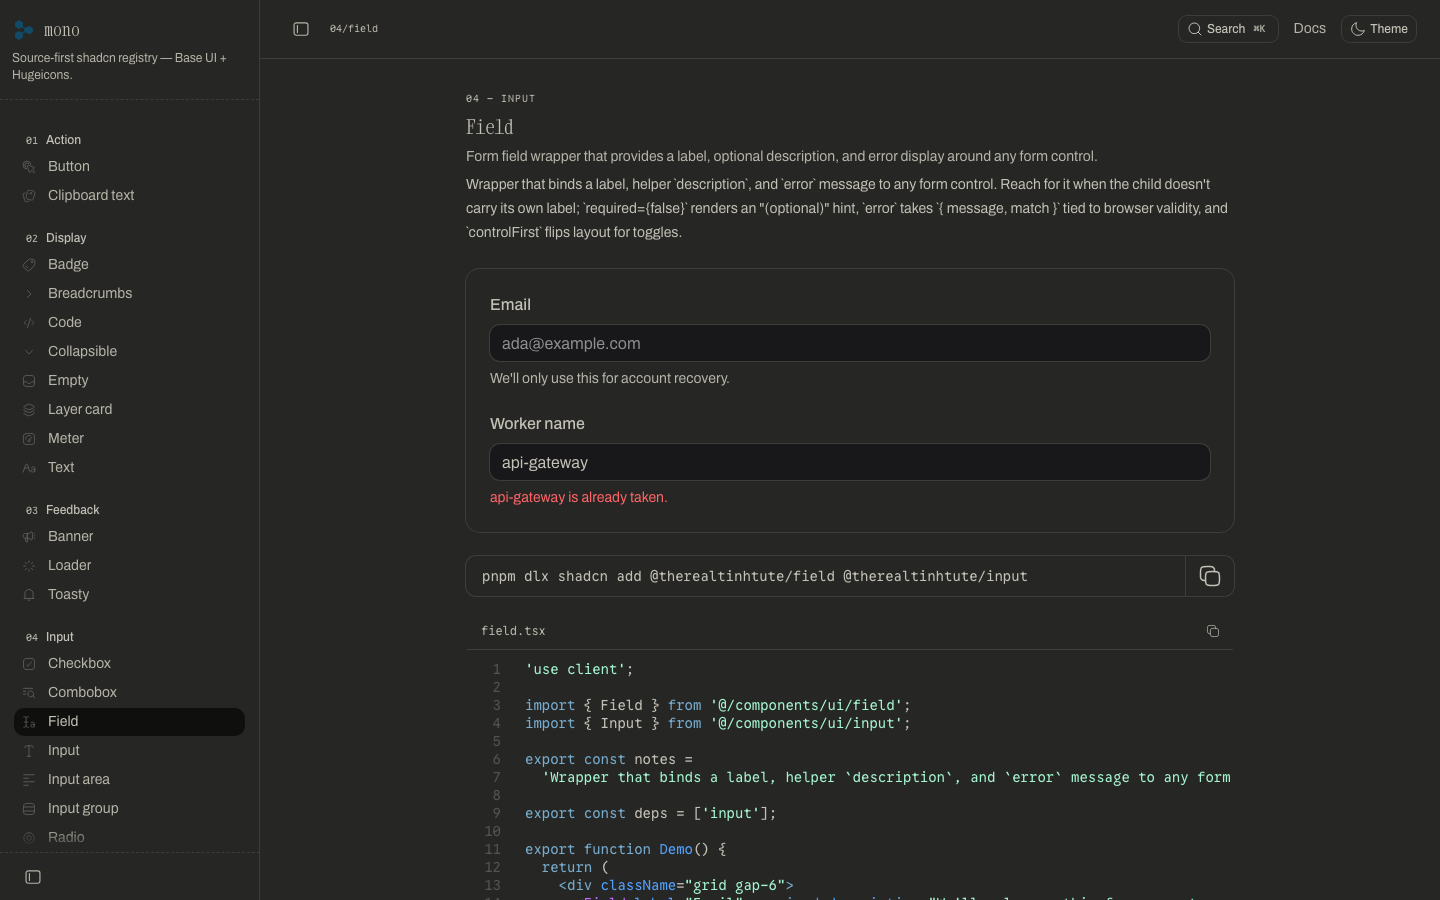 mono
Source-first shadcn registry — Base UI +
Hugeicons.
01 Action
Button
Clipboard text
02 Display
Badge
Breadcrumbs
Code
Collapsible
Empty
Layer card
Meter
Text
03 Feedback
Banner
Loader
Toasty
04 Input
Checkbox
Combobox
Field
Input
Input area
Input group
Radio
04/field
Search ⌘K
Docs
Theme
04 — INPUT
Field
Form field wrapper that provides a label, optional description, and error display around any form control.
Wrapper that binds a label, helper `description`, and `error` message to any form control. Reach for it when the child doesn't
carry its own label; `required={false}` renders an "(optional)" hint, `error` takes `{ message, match }` tied to browser validity, and
`controlFirst` flips layout for toggles.
Email
ada@example.com
We'll only use this for account recovery.
Worker name
api-gateway
api-gateway is already taken.
pnpm dlx shadcn add @therealtinhtute/field @therealtinhtute/input
field.tsx
1 'use client';
2
3 import { Field } from '@/components/ui/field';
4 import { Input } from '@/components/ui/input';
5
6 export const notes =
7 'Wrapper that binds a label, helper `description`, and `error` message to any form
8
9 export const deps = ['input'];
10
11 export function Demo() {
12 return (
13 <div className="grid gap-6">